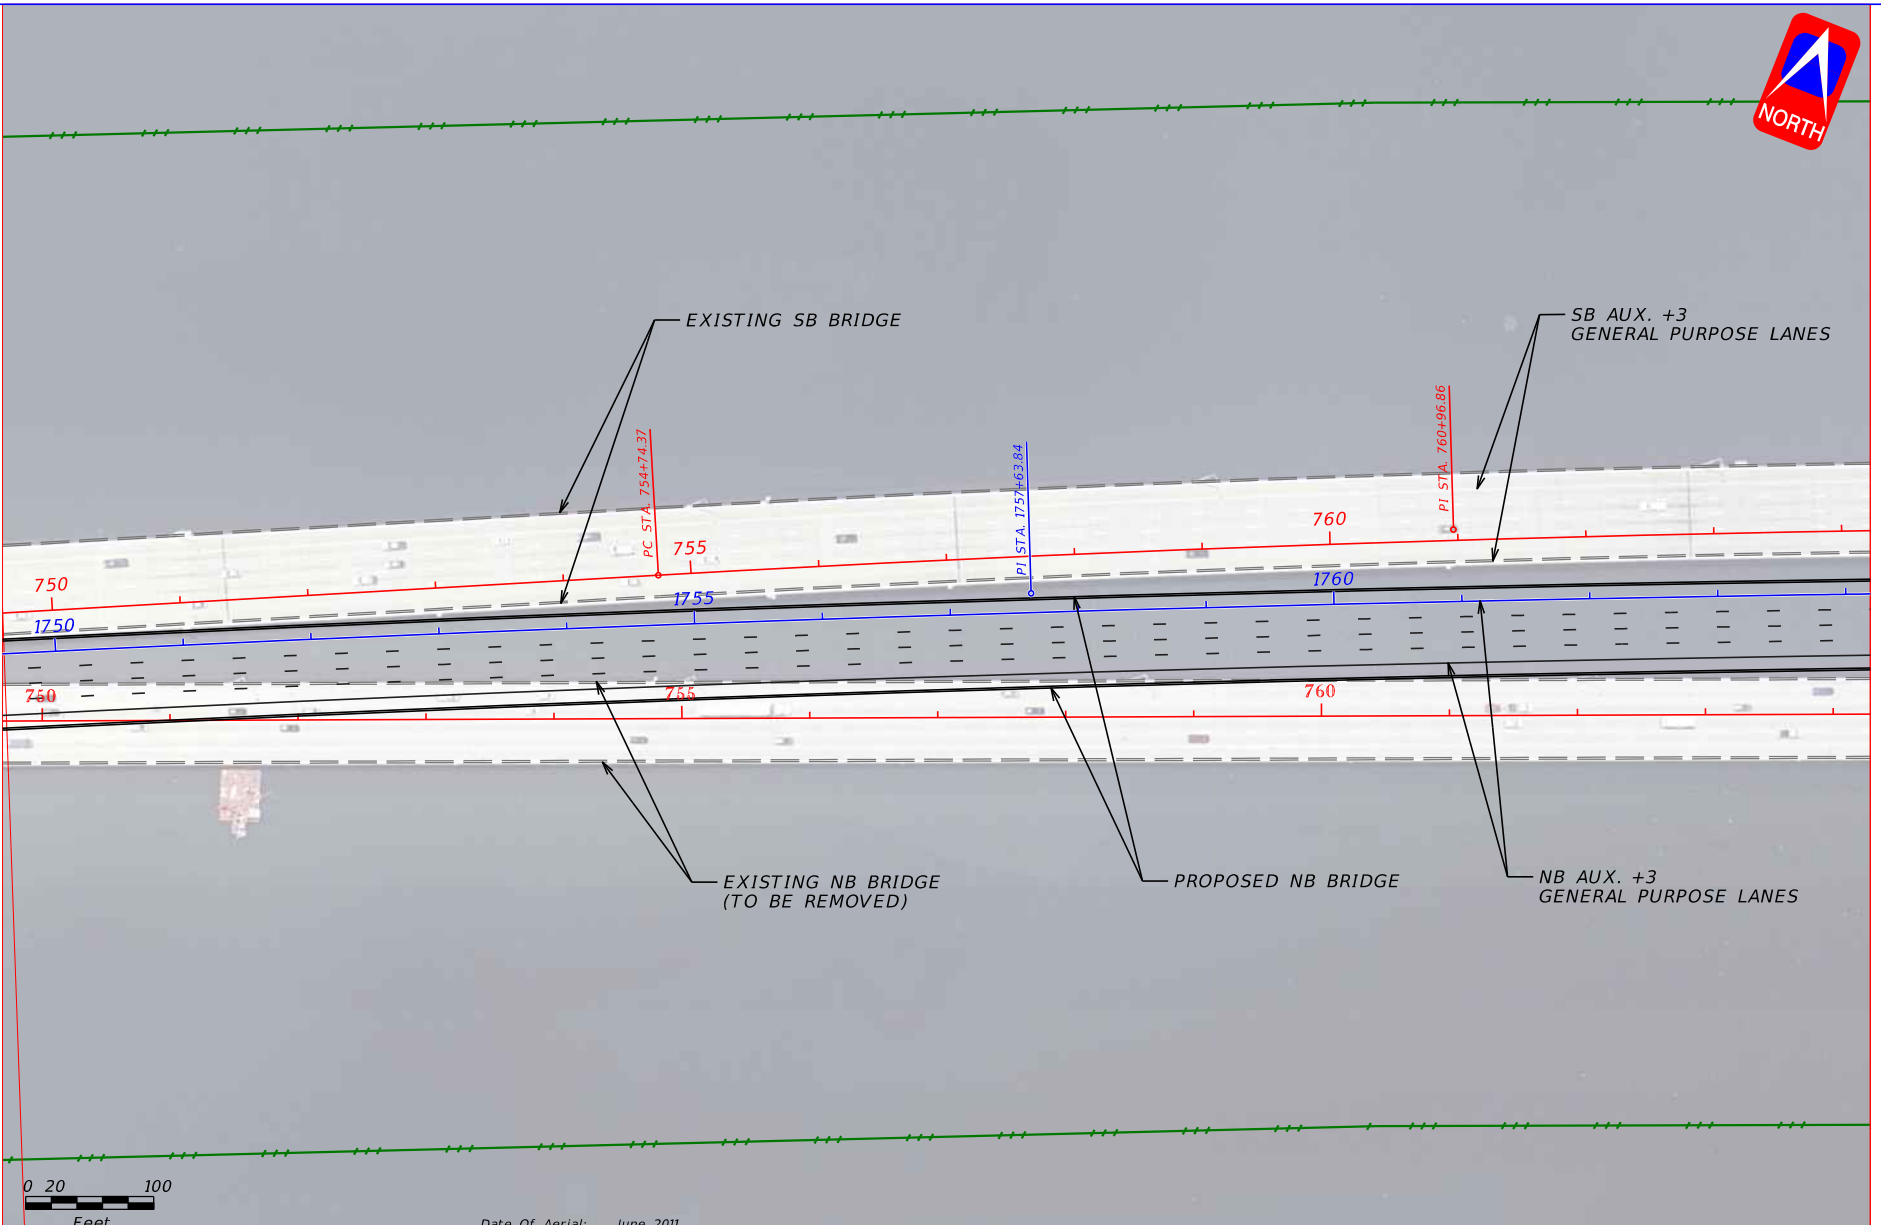 NORTH
EXISTING SB BRIDGE
SB AUX. +3
GENERAL PURPOSE LANES
PC STA. 754+74.37
PI STA. 1757+63.84
PI STA. 760+96.86
750
755
760
1750
1755
1760
750
755
760
EXISTING NB BRIDGE
(TO BE REMOVED)
PROPOSED NB BRIDGE
NB AUX. +3
GENERAL PURPOSE LANES
0 20 100
Feet
Date Of Aerial: June 2011